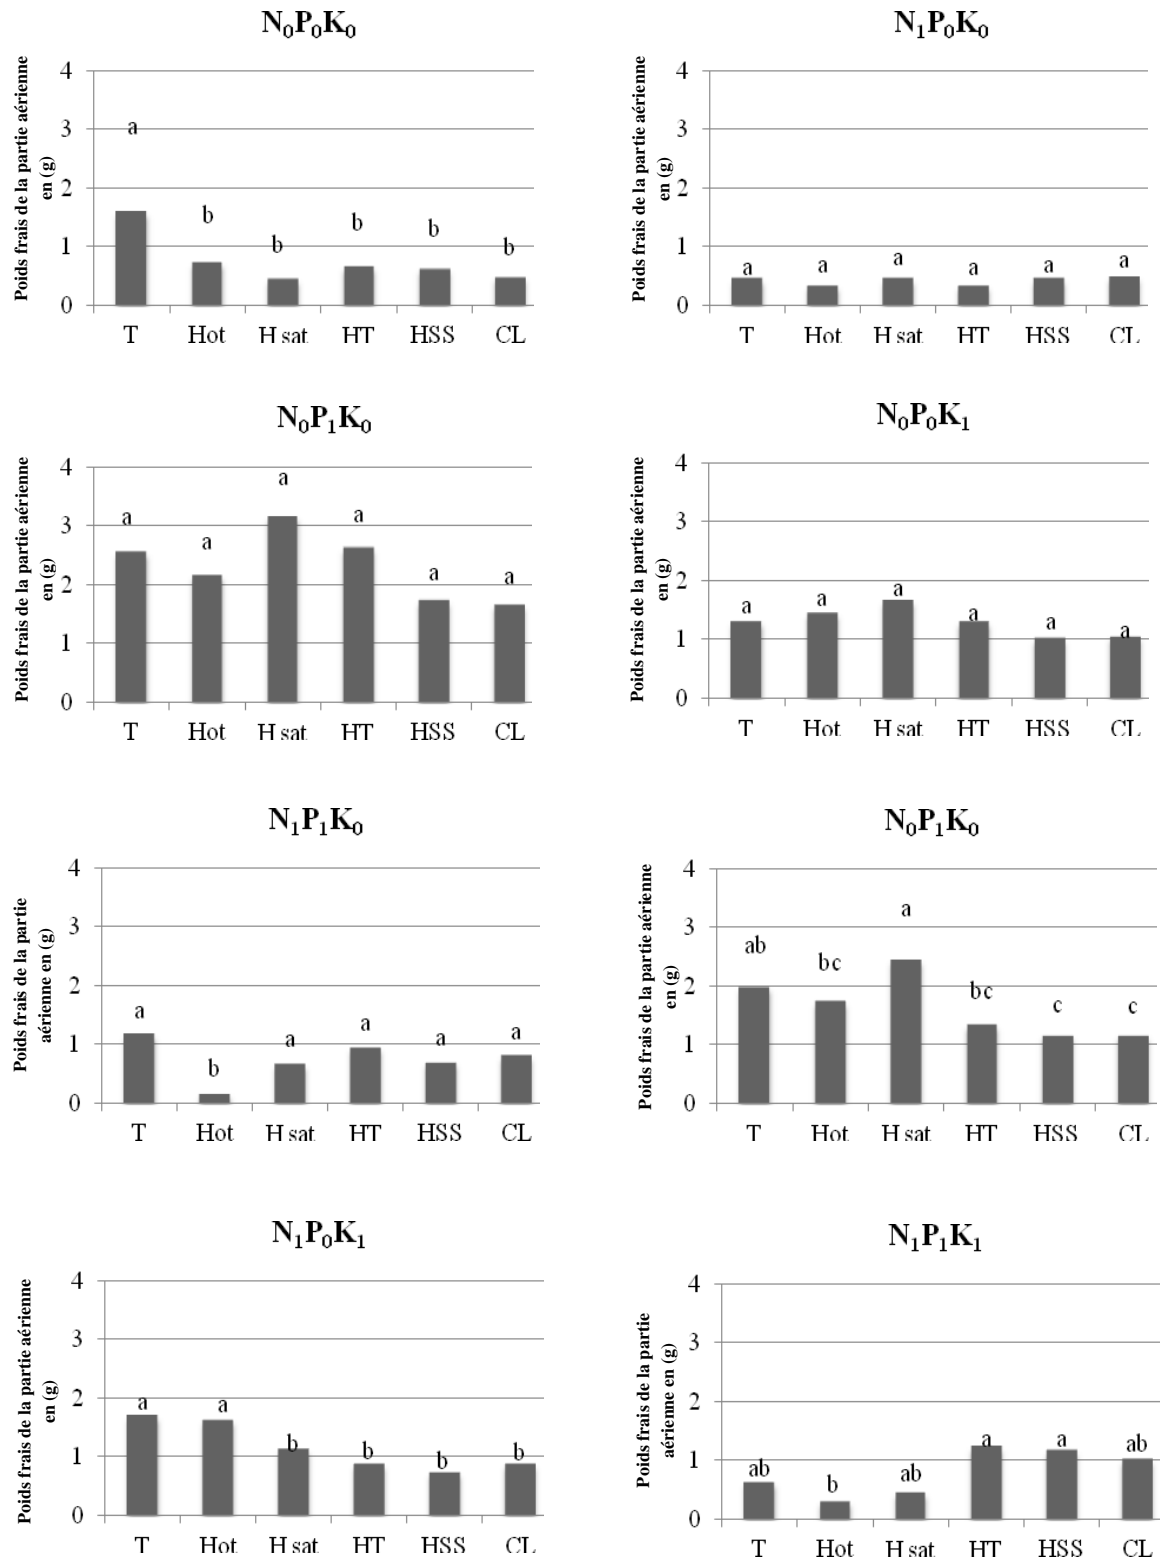 N₀P₀K₀
Poids frais de la partie aérienne
en (g)
4
3
2
1
0
a
b
b
b
b
b
T Hot H sat HT HSS CL
N₁P₀K₀
Poids frais de la partie aérienne
en (g)
4
3
2
1
0
a
a
a
a
a
a
T Hot H sat HT HSS CL
N₀P₁K₀
Poids frais de la partie aérienne
en (g)
4
3
2
1
0
a
a
a
a
a
a
T Hot H sat HT HSS CL
N₀P₀K₁
Poids frais de la partie aérienne
en (g)
4
3
2
1
0
a
a
a
a
a
a
T Hot H sat HT HSS CL
N₁P₁K₀
Poids frais de la partie
aérienne en (g)
4
3
2
1
0
a
b
a
a
a
a
T Hot H sat HT HSS CL
N₀P₁K₀
Poids frais de la partie aérienne
en (g)
4
3
2
1
0
ab
bc
a
bc
c
c
T Hot H sat HT HSS CL
N₁P₀K₁
Poids frais de la partie aérienne
en (g)
4
3
2
1
0
a
a
b
b
b
b
T Hot H sat HT HSS CL
N₁P₁K₁
Poids frais de la partie
aérienne en (g)
4
3
2
1
0
ab
b
ab
a
a
ab
T Hot H sat HT HSS CL